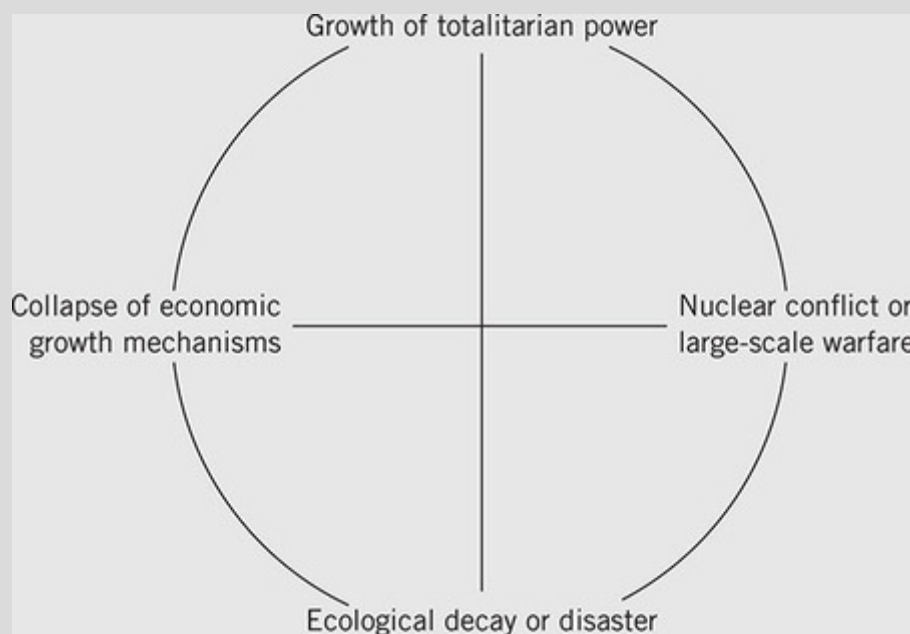 Growth of totalitarian power
Collapse of economic
growth mechanisms
Nuclear conflict or
large-scale warfare
Ecological decay or disaster